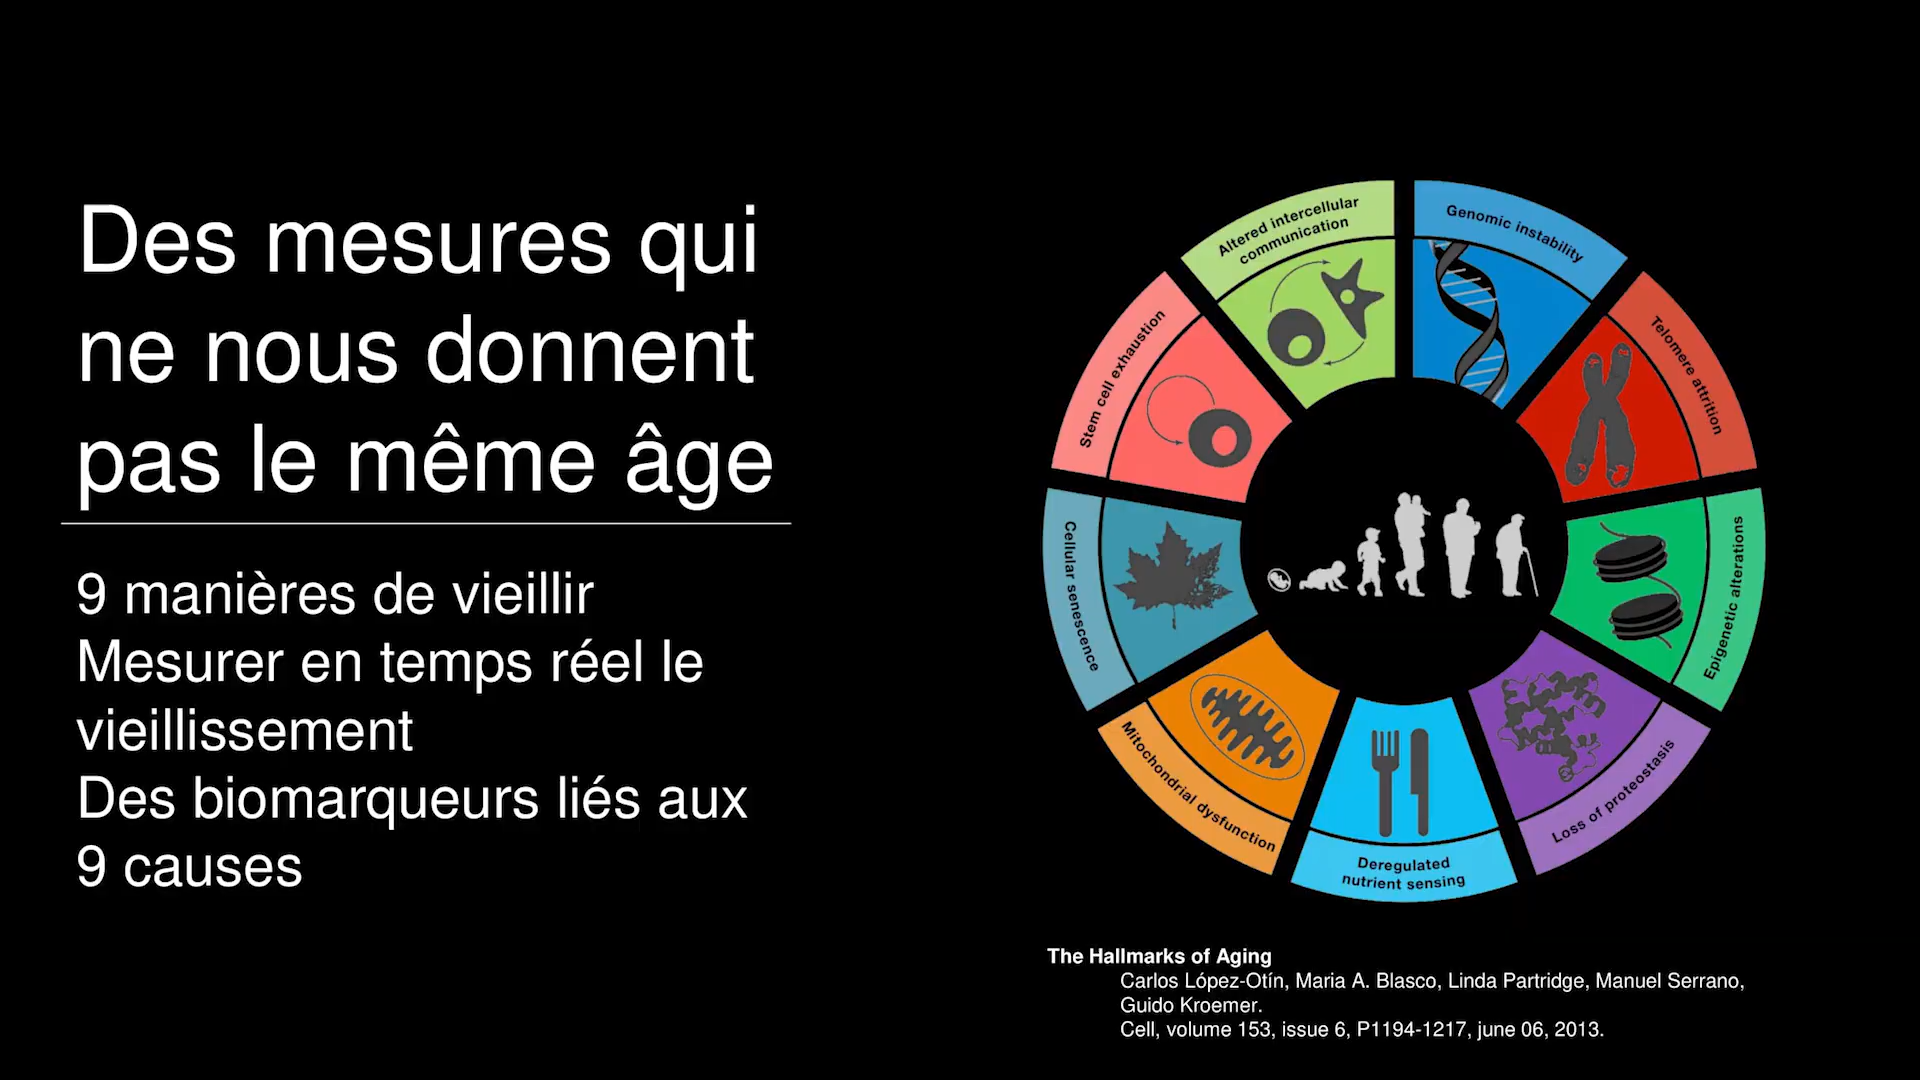 Des mesures qui
ne nous donnent
pas le même âge
9 manières de vieillir
Mesurer en temps réel le
vieillissement
Des biomarqueurs liés aux
9 causes
Altered intercellular
communication
Genomic instability
Telomere attrition
Epigenetic alterations
Loss of proteostasis
Deregulated
nutrient sensing
Mitochondrial dysfunction
Cellular senescence
Stem cell exhaustion
The Hallmarks of Aging
Carlos López-Otín, Maria A. Blasco, Linda Partridge, Manuel Serrano,
Guido Kroemer.
Cell, volume 153, issue 6, P1194-1217, june 06, 2013.